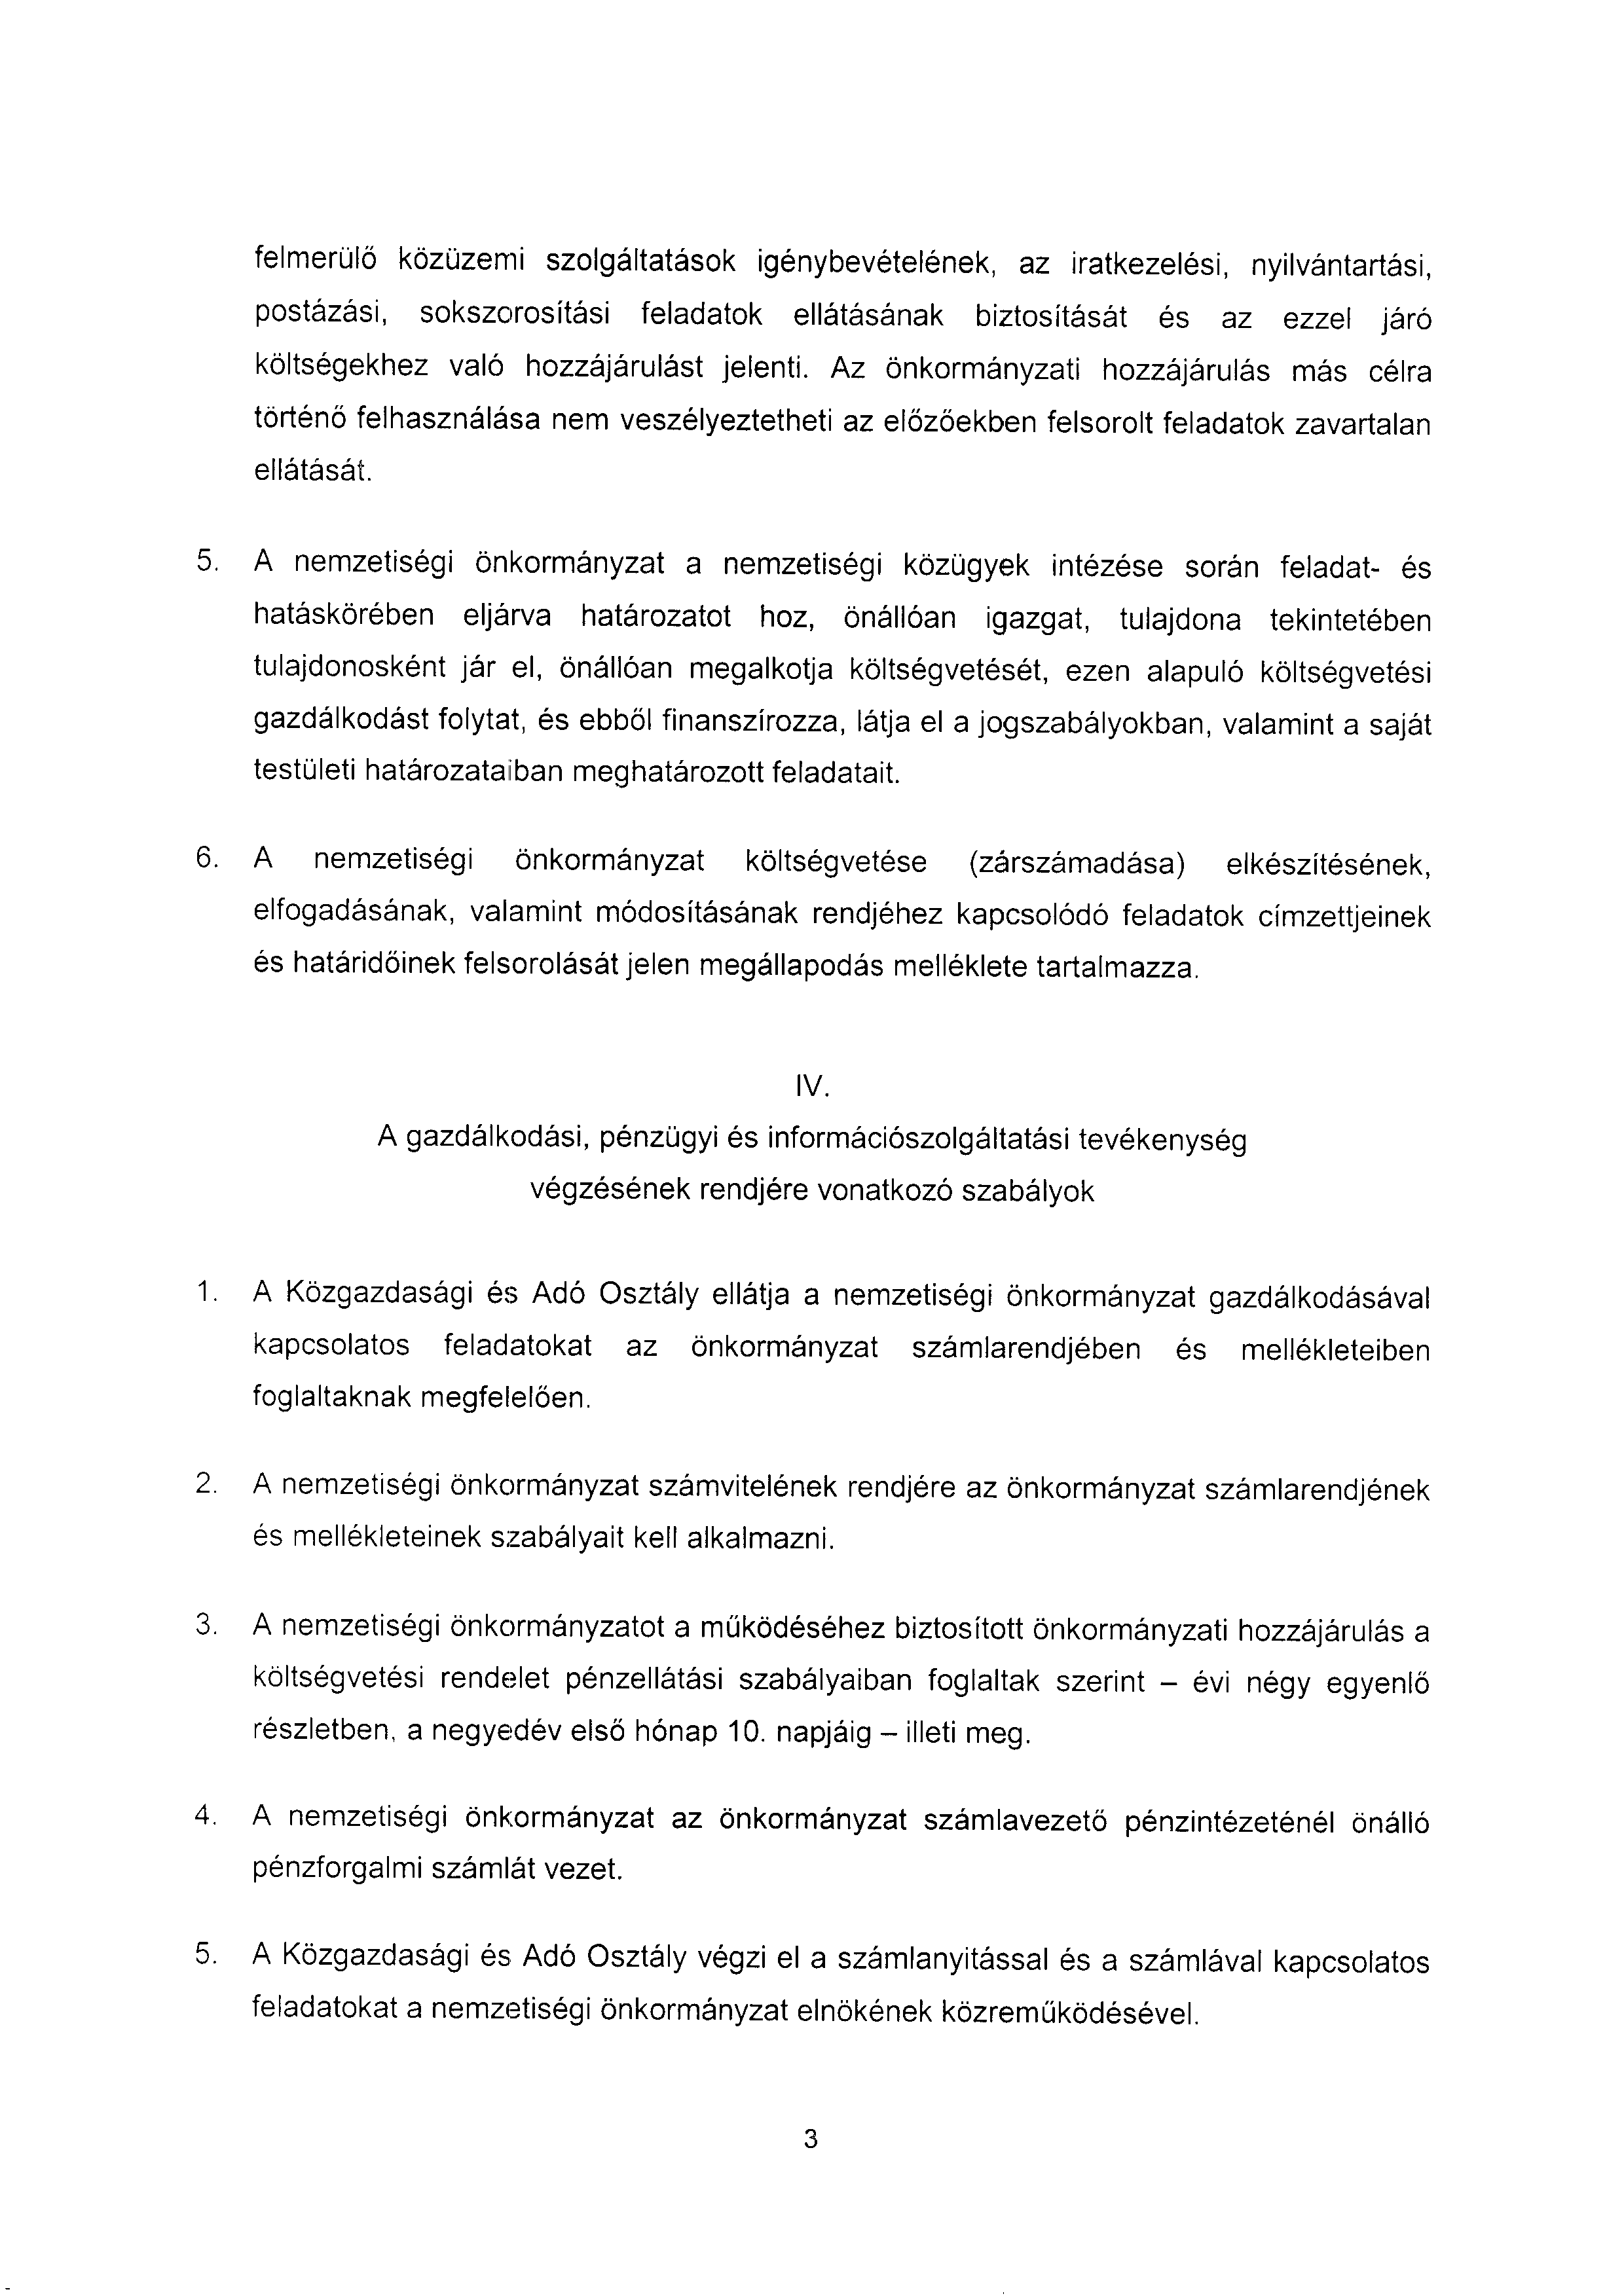 felmerülő közüzemi szolgáltatások igénybevételének, az iratkezelési, nyilvántartási,
postázási, sokszorosítási feladatok ellátásának biztosítását és az ezzel járó
költségekhez való hozzájárulást jelenti. Az önkormányzati hozzájárulás más célra
történő felhasználása nem veszélyeztetheti az előzőekben felsorolt feladatok zavartalan
ellátását.
5. A nemzetiségi önkormányzat a nemzetiségi közügyek intézése során feladat- és
hatáskörében eljárva határozatot hoz, önállóan igazgat, tulajdona tekintetében
tulajdonosként jár el, önállóan megalkotja költségvetését, ezen alapuló költségvetési
gazdálkodást folytat, és ebből finanszírozza, látja el a jogszabályokban, valamint a saját
testületi határozataiban meghatározott feladatait.
6. A nemzetiségi önkormányzat költségvetése (zárszámadása) elkészítésének,
elfogadásának, valamint módosításának rendjéhez kapcsolódó feladatok címzettjeinek
és határidőinek felsorolását jelen megállapodás melléklete tartalmazza.
IV.
A gazdálkodási, pénzügyi és információszolgáltatási tevékenység
végzésének rendjére vonatkozó szabályok
1. A Közgazdasági és Adó Osztály ellátja a nemzetiségi önkormányzat gazdálkodásával
kapcsolatos feladatokat az önkormányzat számlarendjében és mellékleteiben
foglaltaknak megfelelően.
2. A nemzetiségi önkormányzat számvitelének rendjére az önkormányzat számlarendjének
és mellékleteinek szabályait kell alkalmazni.
3. A nemzetiségi önkormányzatot a működéséhez biztosított önkormányzati hozzájárulás a
költségvetési rendelet pénzellátási szabályaiban foglaltak szerint – évi négy egyenlő
részletben, a negyedév első hónap 10. napjáig – illeti meg.
4. A nemzetiségi önkormányzat az önkormányzat számlavezető pénzintézeténél önálló
pénzforgalmi számlát vezet.
5. A Közgazdasági és Adó Osztály végzi el a számlanyitással és a számlával kapcsolatos
feladatokat a nemzetiségi önkormányzat elnökének közreműködésével.
3